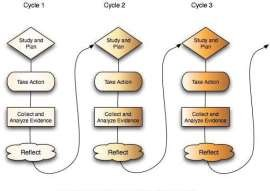 Cycle 1
Cycle 2
Cycle 3
Study and
Plan
Study and
Plan
Study and
Plan
Take Action
Take Action
Take Action
Collect and
Analyze Evidence
Collect and
Analyze Evidence
Collect and
Analyze Evidence
Reflect
Reflect
Reflect